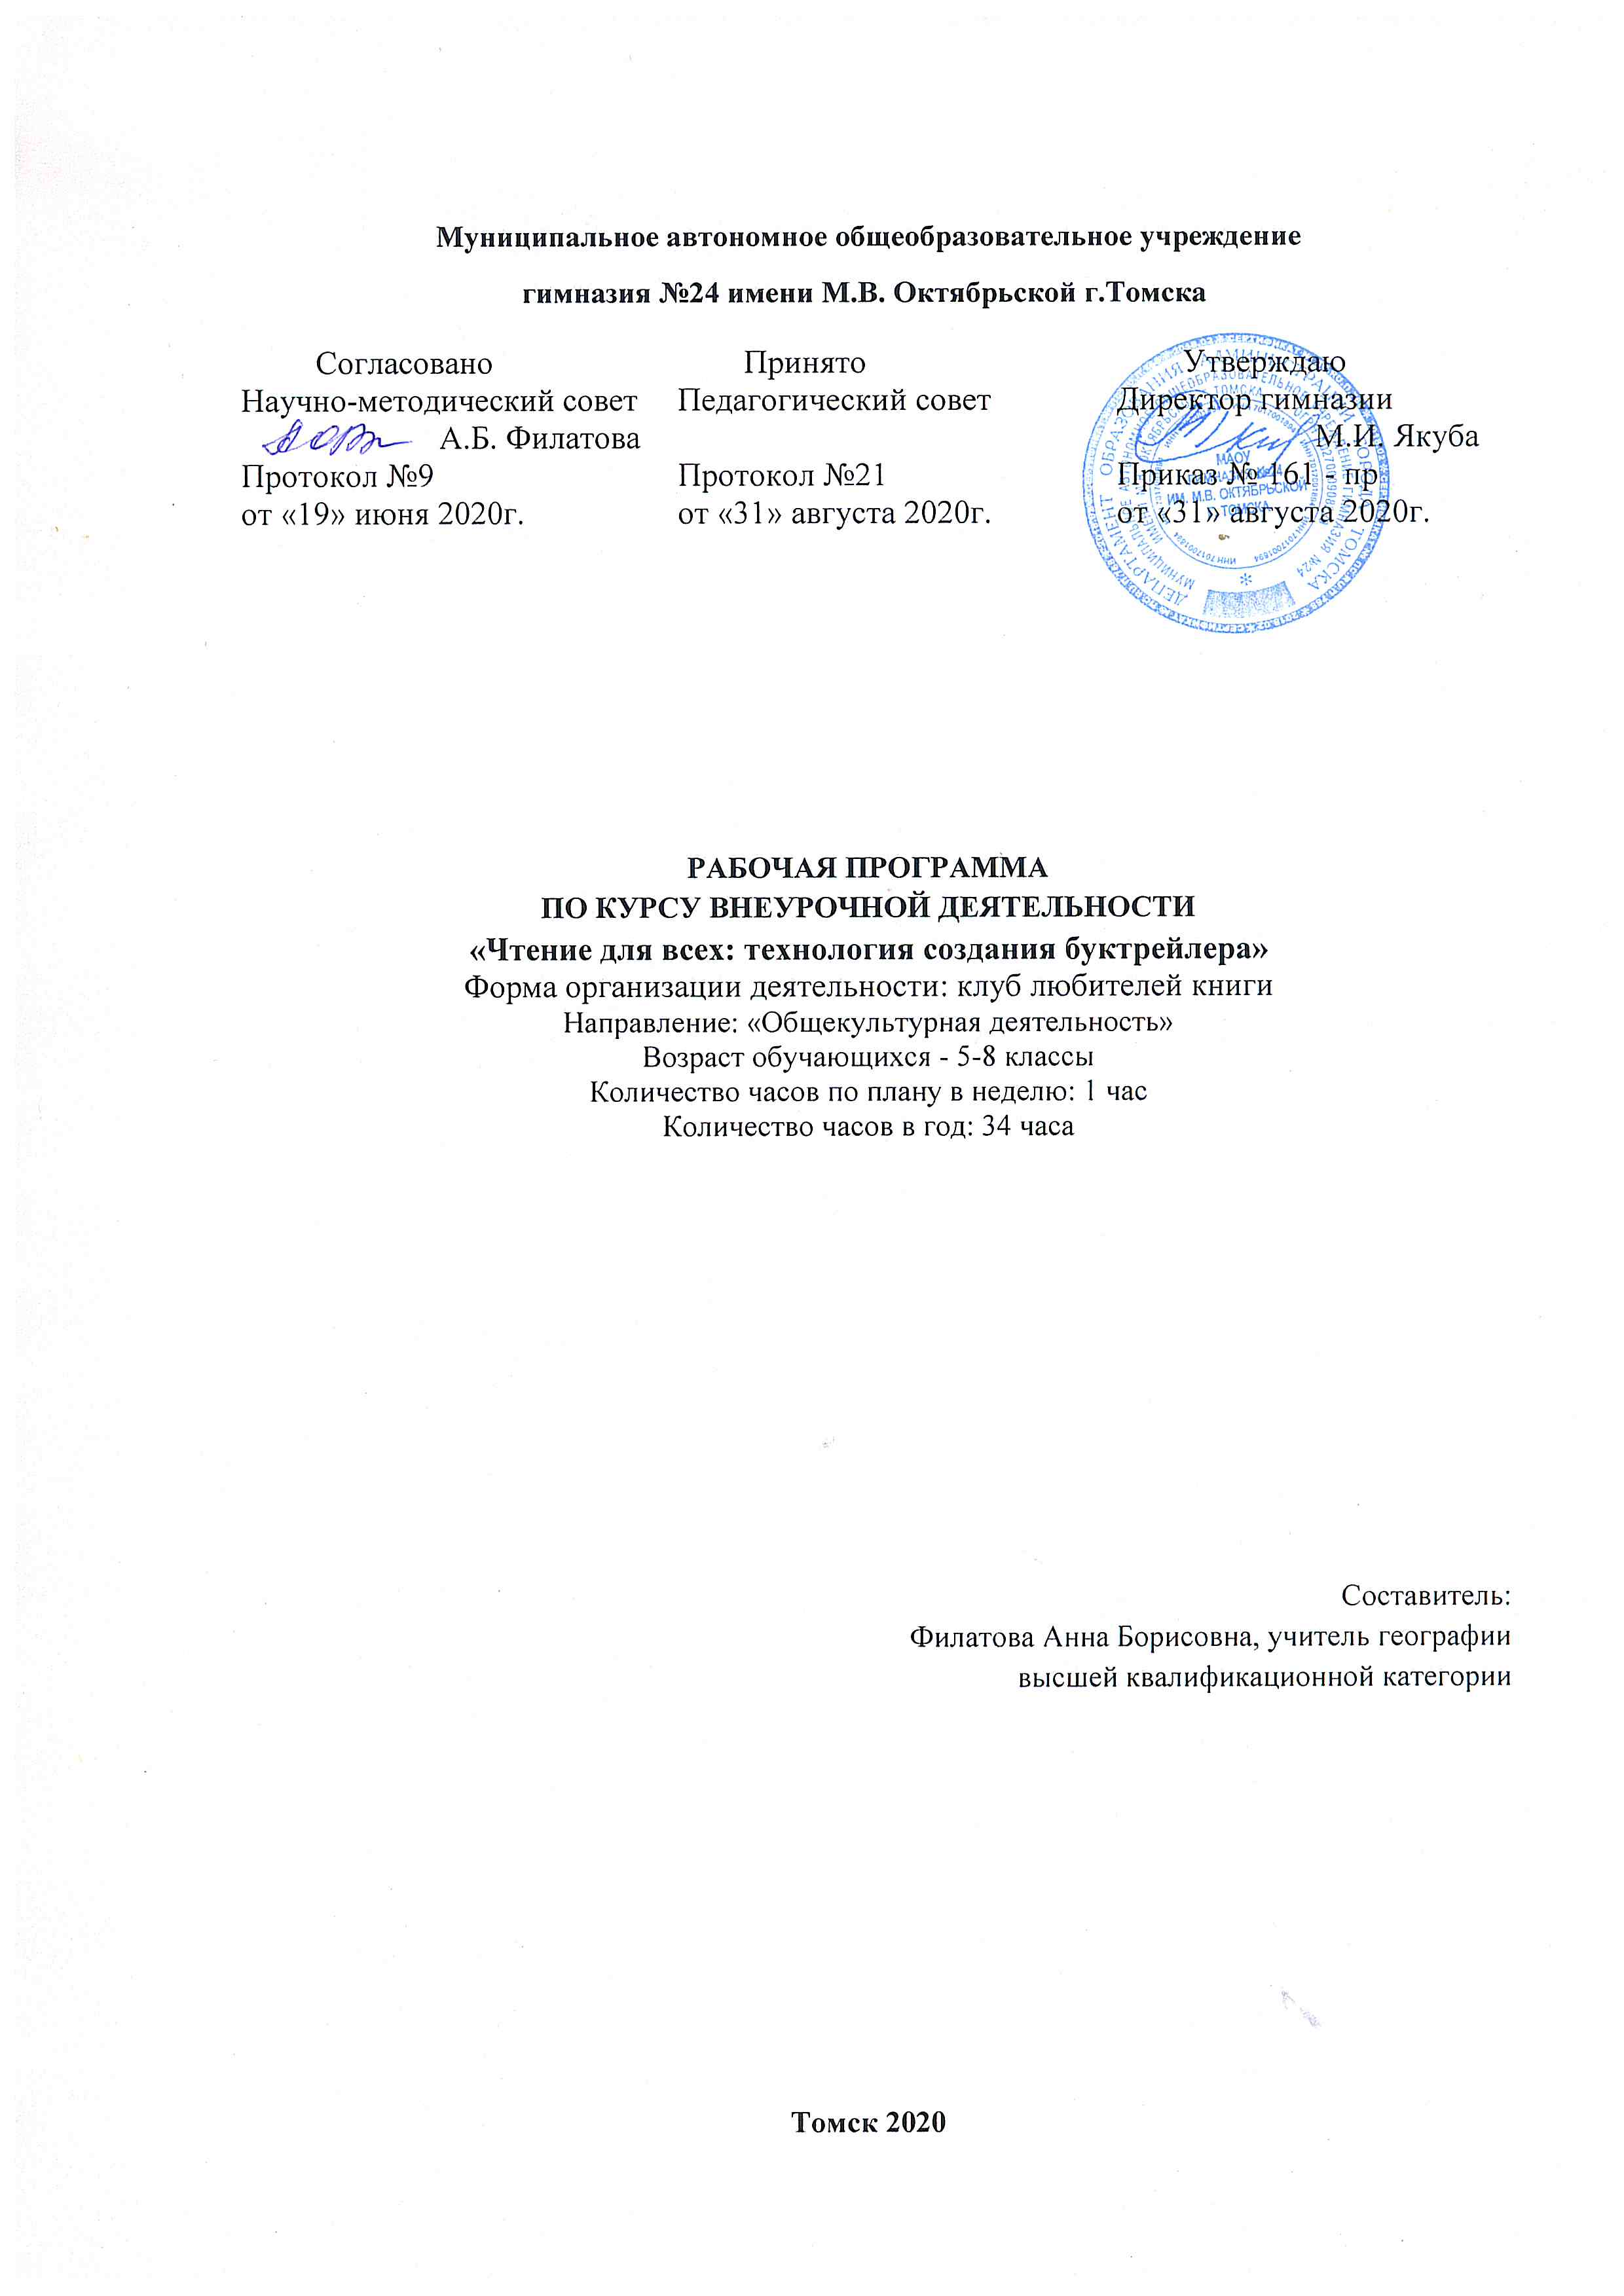 Муниципальное автономное общеобразовательное учреждение
гимназия №24 имени М.В. Октябрьской г.Томска
Согласовано
Научно-методический совет
А.Б. Филатова
Протокол №9
от «19» июня 2020г.
Принято
Педагогический совет
Протокол №21
от «31» августа 2020г.
Утверждаю
Директор гимназии
М.И. Якуба
Приказ № 161 - пр
от «31» августа 2020г.
МАОУ
ИМ. М.В. ОКТЯБРЬСКОЙ
Г. ТОМСКА
РАБОЧАЯ ПРОГРАММА
ПО КУРСУ ВНЕУРОЧНОЙ ДЕЯТЕЛЬНОСТИ
«Чтение для всех: технология создания буктрейлера»
Форма организации деятельности: клуб любителей книги
Направление: «Общекультурная деятельность»
Возраст обучающихся - 5-8 классы
Количество часов по плану в неделю: 1 час
Количество часов в год: 34 часа
Составитель:
Филатова Анна Борисовна, учитель географии
высшей квалификационной категории
Томск 2020